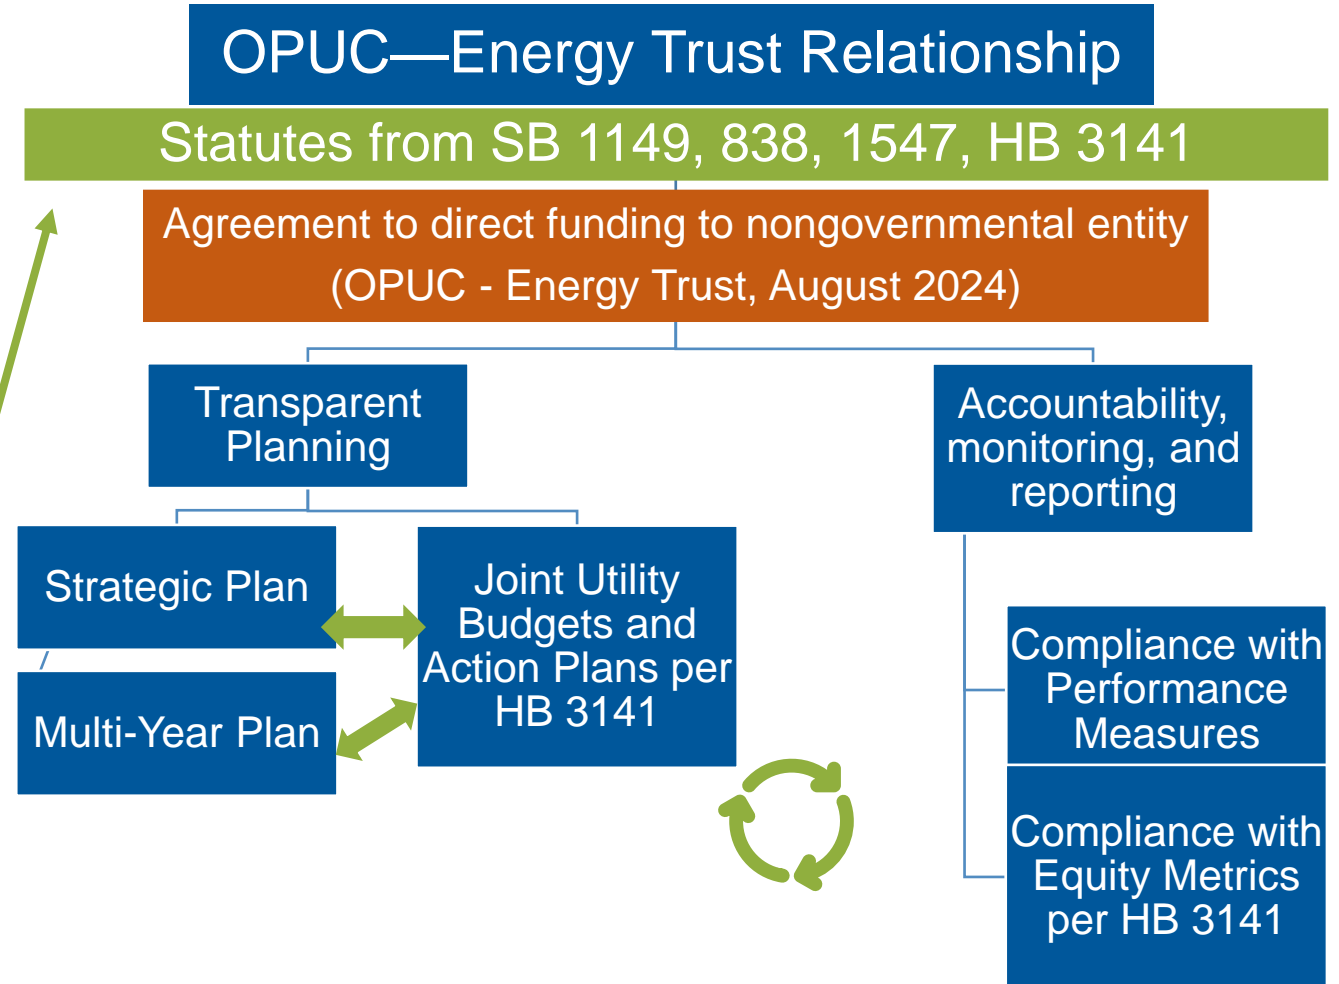 OPUC—Energy Trust Relationship
Statutes from SB 1149, 838, 1547, HB 3141
Agreement to direct funding to nongovernmental entity
(OPUC - Energy Trust, August 2024)
Transparent
Planning
Accountability,
monitoring, and
reporting
Strategic Plan
Joint Utility
Budgets and
Action Plans per
HB 3141
Multi-Year Plan
Compliance with
Performance
Measures
Compliance with
Equity Metrics
per HB 3141